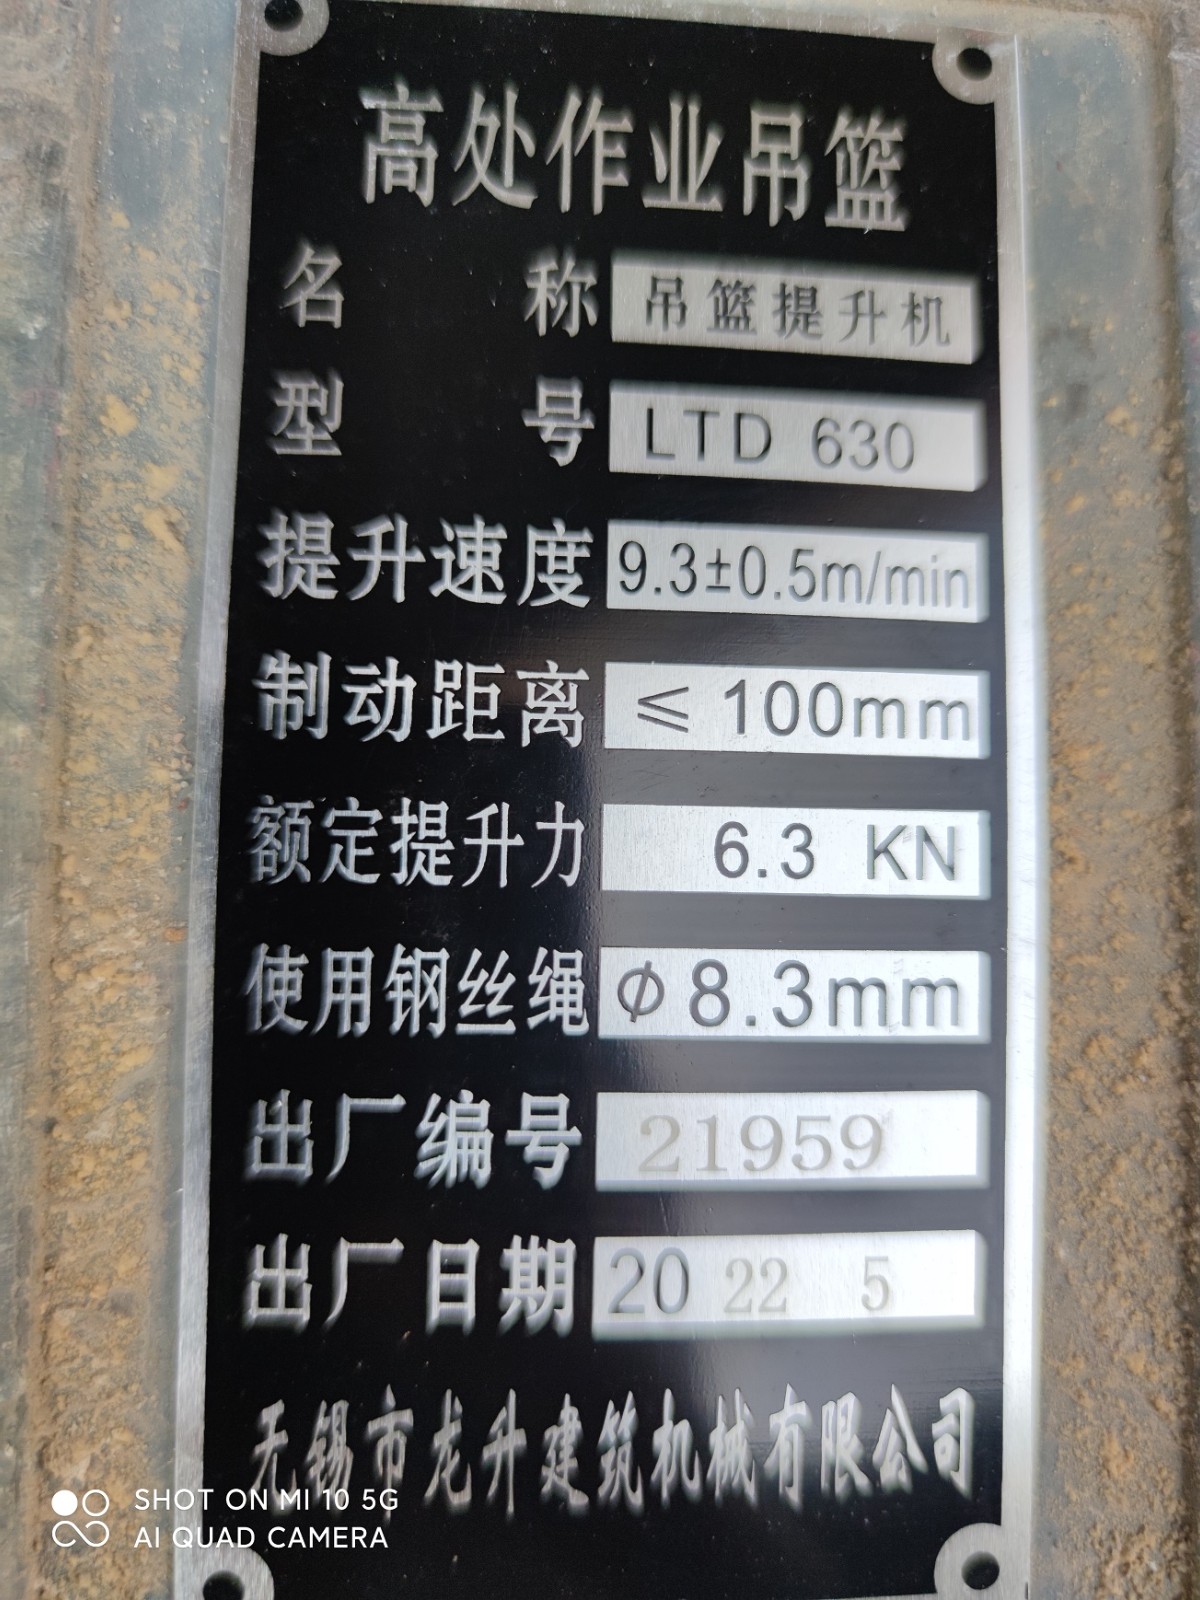 高处作业吊篮
名 称 吊篮提升机
型 号 LTD 630
提升速度 9.3±0.5m/min
制动距离 ≤ 100mm
额定提升力 6.3 KN
使用钢丝绳 φ8.3mm
出厂编号 21959
出厂日期 20 22 5
无锡市龙升建筑机械有限公司
SHOT ON MI 10 5G
AI QUAD CAMERA